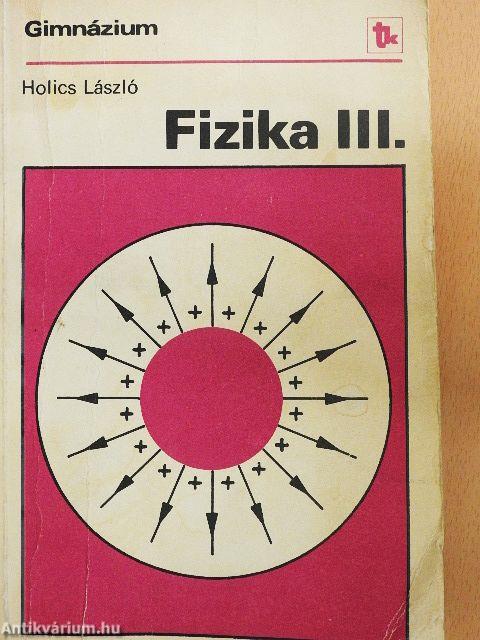 Gimnázium
tk
Holics László
Fizika III.
+ + + + + + + + + + + + + + + +
Antikvárium.hu